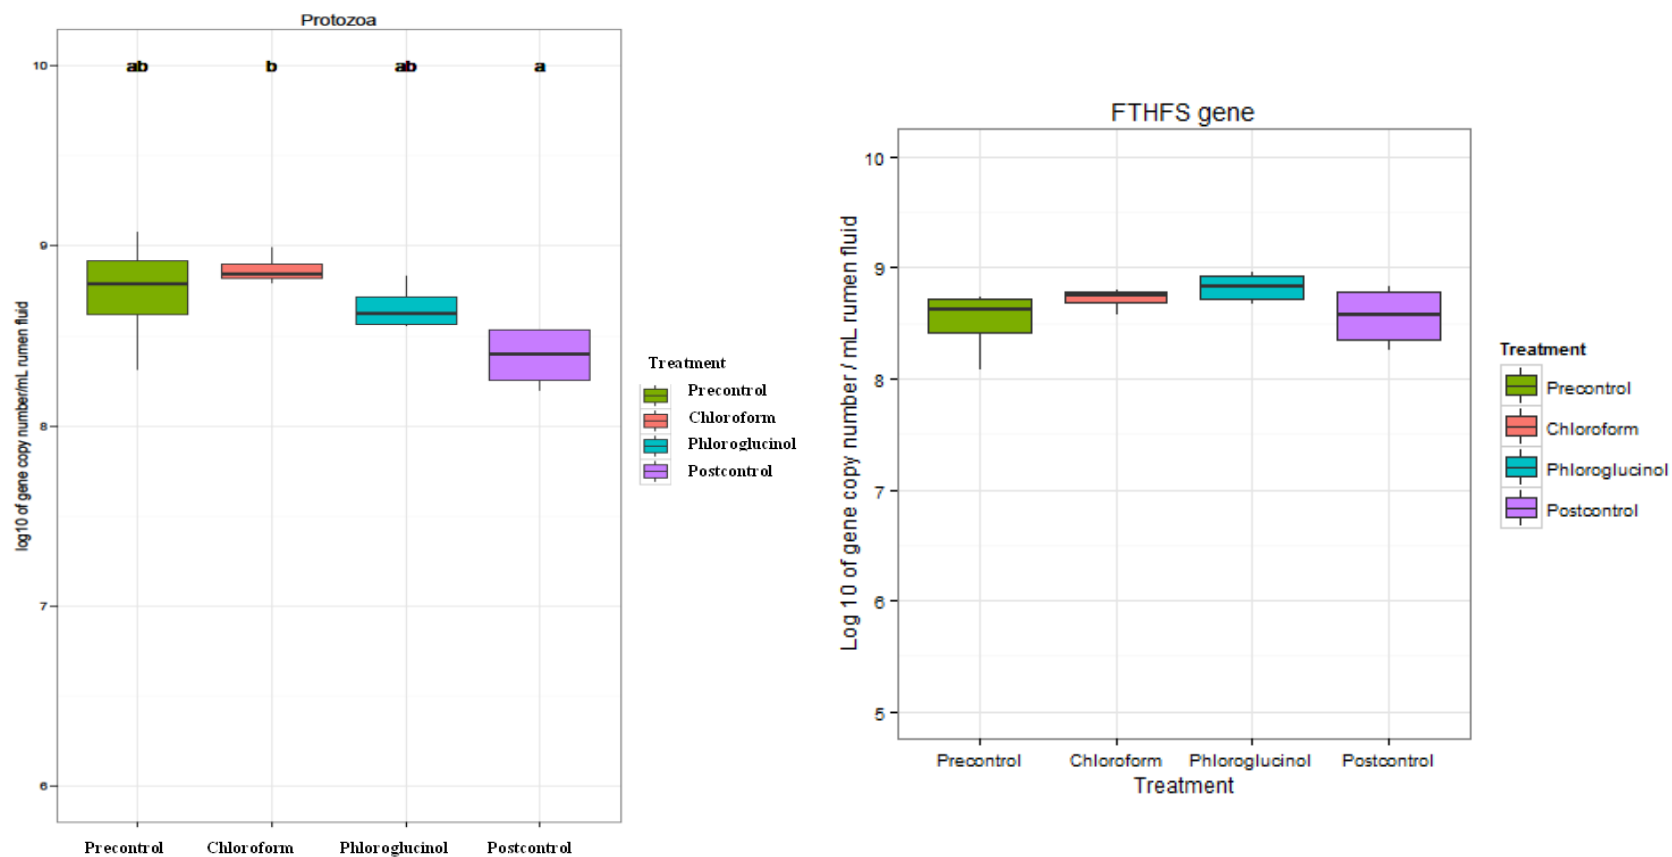 Protozoa
10
ab b ab a
9
8
7
6
log10 of gene copy number/mL rumen fluid
Precontrol Chloroform Phloroglucinol Postcontrol
Treatment
Precontrol
Chloroform
Phloroglucinol
Postcontrol
FTHFS gene
10
9
8
7
6
5
Log 10 of gene copy number / mL rumen fluid
Precontrol Chloroform Phloroglucinol Postcontrol
Treatment
Treatment
Precontrol
Chloroform
Phloroglucinol
Postcontrol